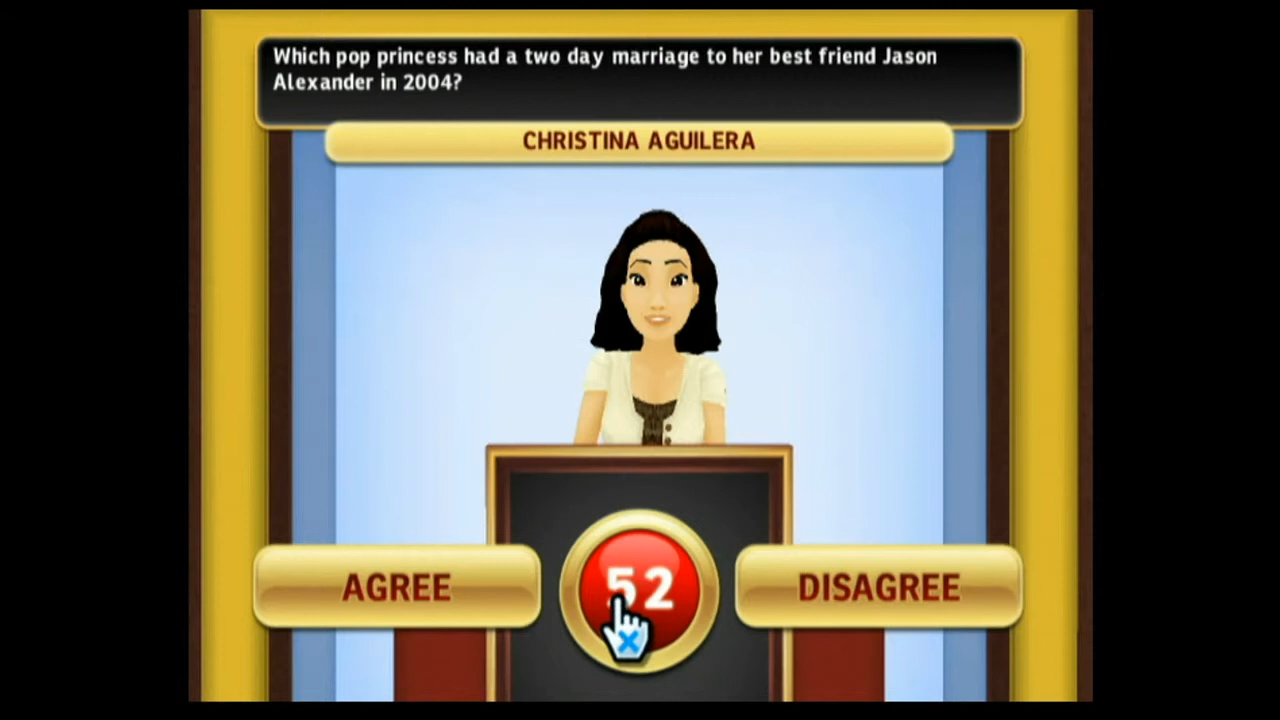 Which pop princess had a two day marriage to her best friend Jason
Alexander in 2004?
CHRISTINA AGUILERA
AGREE
52
DISAGREE